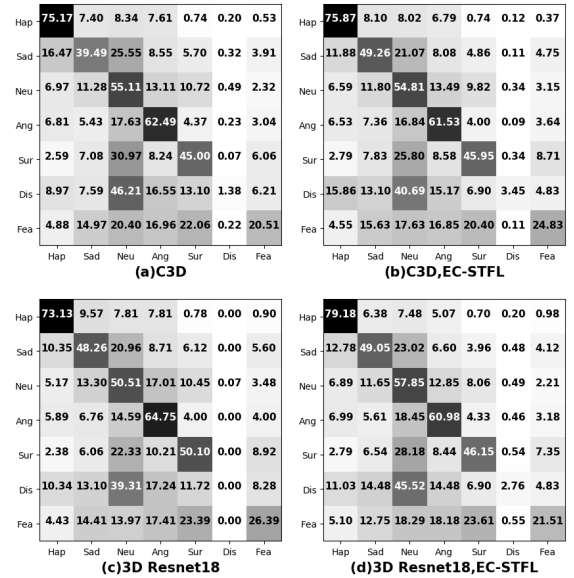 Hap 75.17 7.40 8.34 7.61 0.74 0.20 0.53
Sad 16.47 39.49 25.55 8.55 5.70 0.32 3.91
Neu 6.97 11.28 55.11 13.11 10.72 0.49 2.32
Ang 6.81 5.43 17.63 62.49 4.37 0.23 3.04
Sur 2.59 7.08 30.97 8.24 45.00 0.07 6.06
Dis 8.97 7.59 46.21 16.55 13.10 1.38 6.21
Fea 4.88 14.97 20.40 16.96 22.06 0.22 20.51
Hap Sad Neu Ang Sur Dis Fea
(a)C3D
Hap 75.87 8.10 8.02 6.79 0.74 0.12 0.37
Sad 11.88 49.26 21.07 8.08 4.86 0.11 4.75
Neu 6.59 11.80 54.81 13.49 9.82 0.34 3.15
Ang 6.53 7.36 16.84 61.53 4.00 0.09 3.64
Sur 2.79 7.83 25.80 8.58 45.95 0.34 8.71
Dis 15.86 13.10 40.69 15.17 6.90 3.45 4.83
Fea 4.55 15.63 17.63 16.85 20.40 0.11 24.83
Hap Sad Neu Ang Sur Dis Fea
(b)C3D,EC-STFL
Hap 73.13 9.57 7.81 7.81 0.78 0.00 0.90
Sad 10.35 48.26 20.96 8.71 6.12 0.00 5.60
Neu 5.17 13.30 50.51 17.01 10.45 0.07 3.48
Ang 5.89 6.76 14.59 64.75 4.00 0.00 4.00
Sur 2.38 6.06 22.33 10.21 50.10 0.00 8.92
Dis 10.34 13.10 39.31 17.24 11.72 0.00 8.28
Fea 4.43 14.41 13.97 17.41 23.39 0.00 26.39
Hap Sad Neu Ang Sur Dis Fea
(c)3D Resnet18
Hap 79.18 6.38 7.48 5.07 0.70 0.20 0.98
Sad 12.78 49.05 23.02 6.60 3.96 0.48 4.12
Neu 6.89 11.65 57.85 12.85 8.06 0.49 2.21
Ang 6.99 5.61 18.45 60.98 4.33 0.46 3.18
Sur 2.79 6.54 28.18 8.44 46.15 0.54 7.35
Dis 11.03 14.48 45.52 14.48 6.90 2.76 4.83
Fea 5.10 12.75 18.29 18.18 23.61 0.55 21.51
Hap Sad Neu Ang Sur Dis Fea
(d)3D Resnet18,EC-STFL